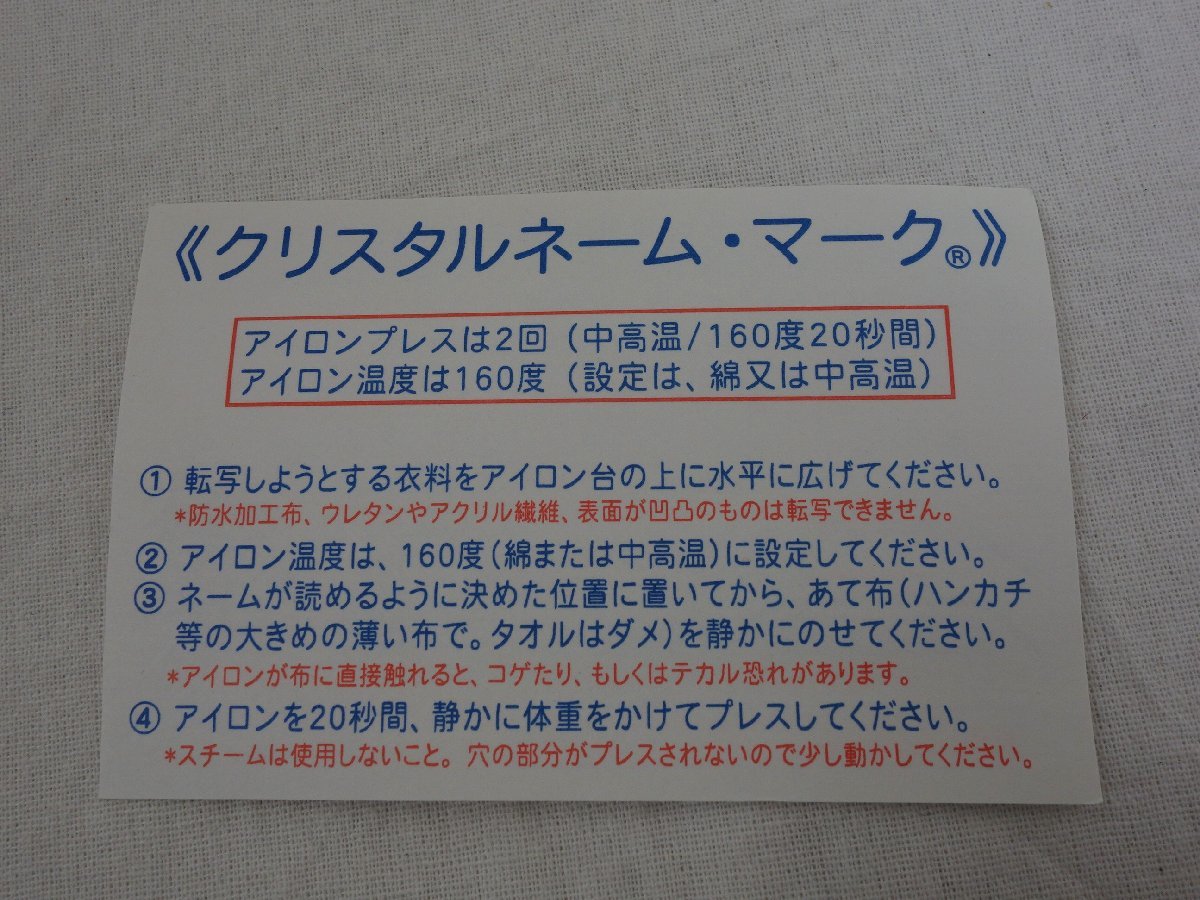 《クリスタルネーム・マーク®》
アイロンプレスは2回（中高温/160度20秒間）
アイロン温度は160度（設定は、綿又は中高温）
① 転写しようとする衣料をアイロン台の上に水平に広げてください。
*防水加工布、ウレタンやアクリル繊維、表面が凹凸のものは転写できません。
② アイロン温度は、160度(綿または中高温)に設定してください。
③ ネームが読めるように決めた位置に置いてから、あて布(ハンカチ
等の大きめの薄い布で。タオルはダメ)を静かにのせてください。
*アイロンが布に直接触れると、コゲたり、もしくはテカル恐れがあります。
④ アイロンを20秒間、静かに体重をかけてプレスしてください。
*スチームは使用しないこと。穴の部分がプレスされないので少し動かしてください。